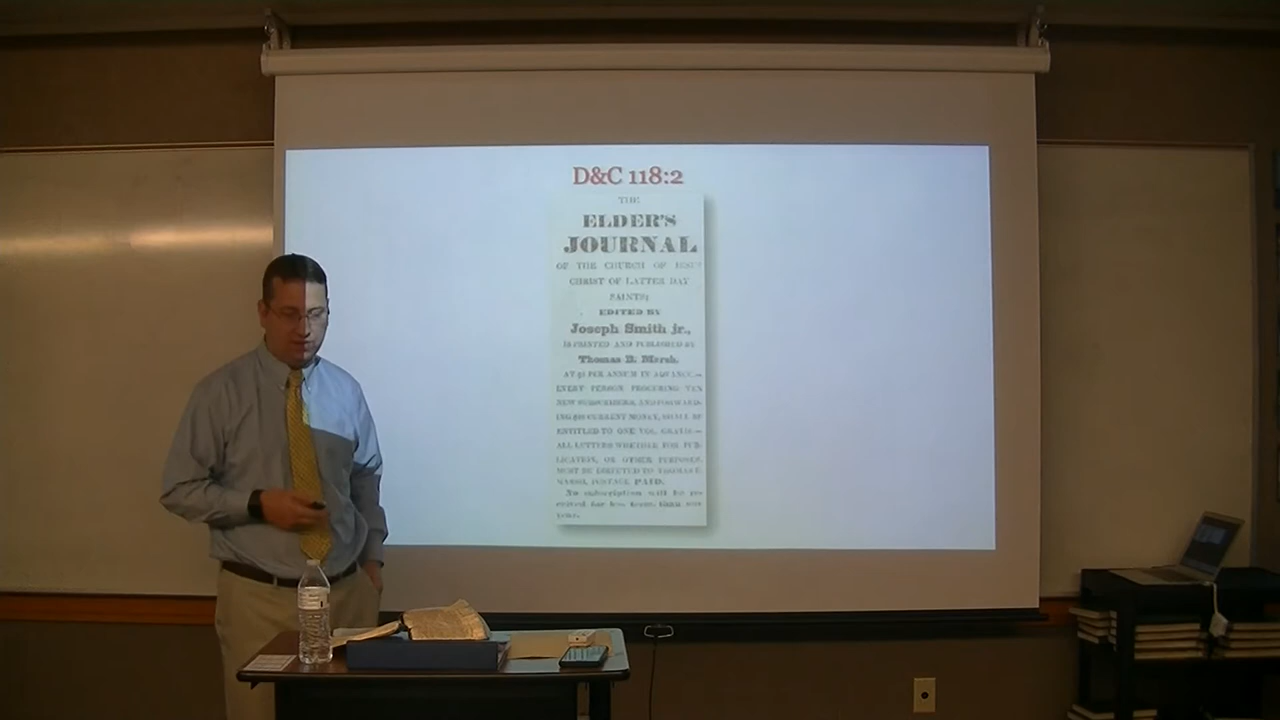 D&C 118:2
THE
ELDER'S
JOURNAL
OF THE CHURCH OF JESUS
CHRIST OF LATTER DAY
SAINTS;
EDITED BY
Joseph Smith jr.,
IS PRINTED AND PUBLISHED BY
Thomas B. Marsh,
AT $1 PER ANNUM IN ADVANCE.—
EVERY PERSON PROCURING TEN
NEW SUBSCRIBERS, AND FORWARD-
ING $10 CURRENT MONEY, SHALL BE
ENTITLED TO ONE VOL. GRATIS.—
ALL LETTERS WHETHER FOR PUB-
LICATION, OR OTHER PURPOSES,
MUST BE DIRECTED TO THOMAS B.
MARSH, POSTAGE PAID.
No subscription will be re-
ceived for less term than one
year.